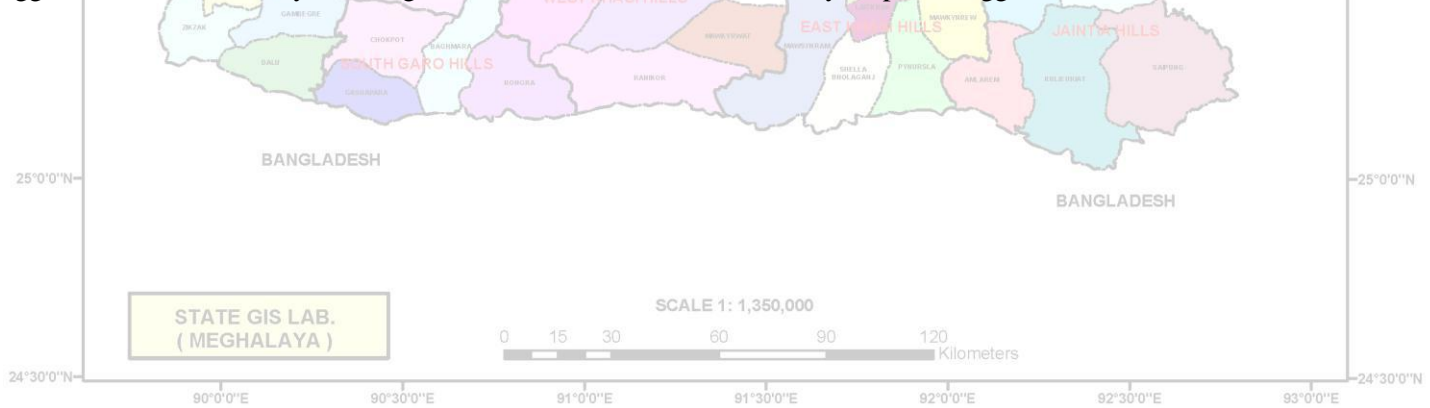 WEST KHASI HILLS
EAST KHASI HILLS
JAINTIA HILLS
SOUTH GARO HILLS
ZIKZAK
GAMBEGRE
DALU
CHOKPOT
BAGHMARA
GASUAPARA
RONGRA
RANIKOR
MAWKYRWAT
MAWSYNRAM
SHELLA
BHOLAGANJ
PYNURSLA
MAWKYNREW
AMLAREM
SAIPUNG
BANGLADESH
BANGLADESH
25°0'0"N
25°0'0"N
STATE GIS LAB.
( MEGHALAYA )
SCALE 1: 1,350,000
0 15 30 60 90 120
Kilometers
24°30'0"N
24°30'0"N
90°0'0"E 90°30'0"E 91°0'0"E 91°30'0"E 92°0'0"E 92°30'0"E 93°0'0"E